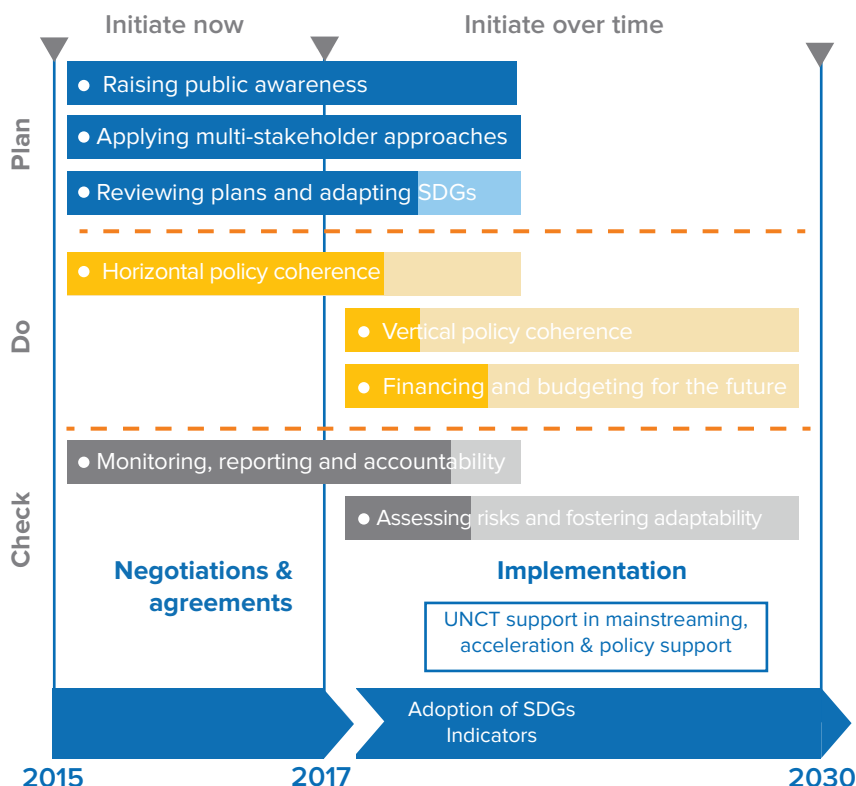 Initiate now
Initiate over time
Plan
Raising public awareness
Applying multi-stakeholder approaches
Reviewing plans and adapting SDGs
Do
Horizontal policy coherence
Vertical policy coherence
Financing and budgeting for the future
Check
Monitoring, reporting and accountability
Assessing risks and fostering adaptability
Negotiations &
agreements
Implementation
UNCT support in mainstreaming,
acceleration & policy support
Adoption of SDGs
Indicators
2015
2017
2030